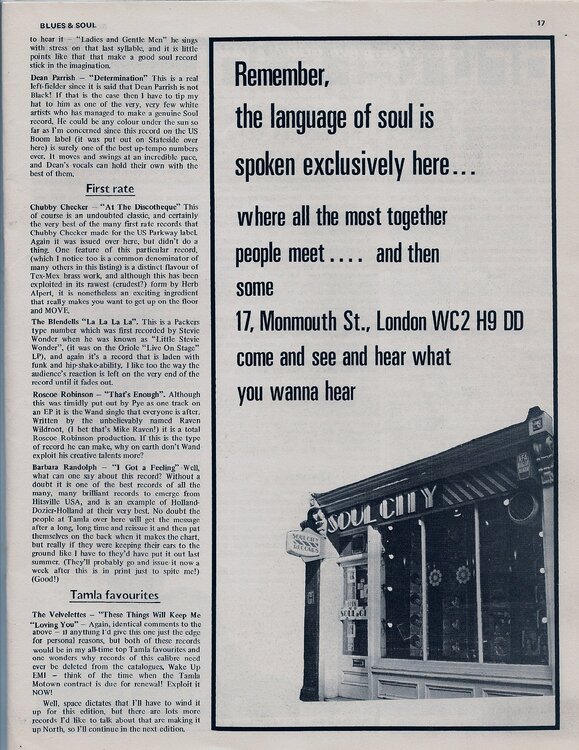 BLUES & SOUL
17
to hear it — "Ladies and Gentle Men" he sings
with stress on that last syllable, and it is little
points like that that make a good soul record
stick in the imagination.
Dean Parrish — "Determination" This is a real
left-fielder since it is said that Dean Parrish is not
Black! If that is the case then I have to tip my
hat to him as one of the very, very few white
artists who has managed to make a genuine Soul
record. He could be any colour under the sun so
far as I'm concerned since this record on the US
Boom label (it was put out on Stateside over
here) is surely one of the best up-tempo numbers
ever. It moves and swings at an incredible pace,
and Dean's vocals can hold their own with the
best of them.
First rate
Chubby Checker — "At The Discotheque" This
of course is an undoubted classic, and certainly
the very best of the many first rate records that
Chubby Checker made for the US Parkway label.
Again it was issued over here, but didn't do a
thing. One feature of this particular record,
(which I notice too is a common denominator of
many others in this listing) is a distinct flavour of
Tex-Mex brass work, and although this has been
exploited in its rawest (crudest?) form by Herb
Alpert, it is nonetheless an exciting ingredient
that really makes you want to get up on the floor
and MOVE.
The Blendells "La La La La". This is a Packers
type number which was first recorded by Stevie
Wonder when he was known as "Little Stevie
Wonder", (it was on the Oriole "Live On Stage"
LP), and again it's a record that is laden with
funk and hip-shake-ability. I like too the way the
audience's reaction is left on the very end of the
record until it fades out.
Roscoe Robinson — "That's Enough". Although
this was timidly put out by Pye as one track on
an EP it is the Wand single that everyone is after.
Written by the unbelievably named Raven
Wildroot, (I bet that's Mike Raven!) it is a total
Roscoe Robinson production. If this is the type
of record he can make, why on earth don't Wand
exploit his creative talents more?
Barbara Randolph — "I Got a Feeling" Well,
what can one say about this record? Without a
doubt it is one of the best records of all the
many, many brilliant records to emerge from
Hitsville USA, and is an example of Holland-
Dozier-Holland at their very best. No doubt the
people at Tamla over here will get the message
after a long, long time and reissue it and then pat
themselves on the back when it makes the chart,
but really if they were keeping their ears to the
ground like I have to they'd have put it out last
summer. (They'll probably go and issue it now a
week after this is in print just to spite me!)
(Good!)
Tamla favourites
The Velvelettes — "These Things Will Keep Me
"Loving You" — Again, identical comments to the
above — if anything I'd give this one just the edge
for personal reasons, but both of these records
would be in my all-time top Tamla favourites and
one wonders why records of this calibre need
ever be deleted from the catalogues. Wake Up
EMI — think of the time when the Tamla
Motown contract is due for renewal! Exploit it
NOW!
Well, space dictates that I'll have to wind it
up for this edition, but there are lots more
records I'd like to talk about that are making it
up North, so I'll continue in the next edition.
Remember,
the language of soul is
spoken exclusively here...
where all the most together
people meet .... and then
some
17, Monmouth St., London WC2 H9 DD
come and see and hear what
you wanna hear
SOUL CITY
SOUL CITY
RECORDS